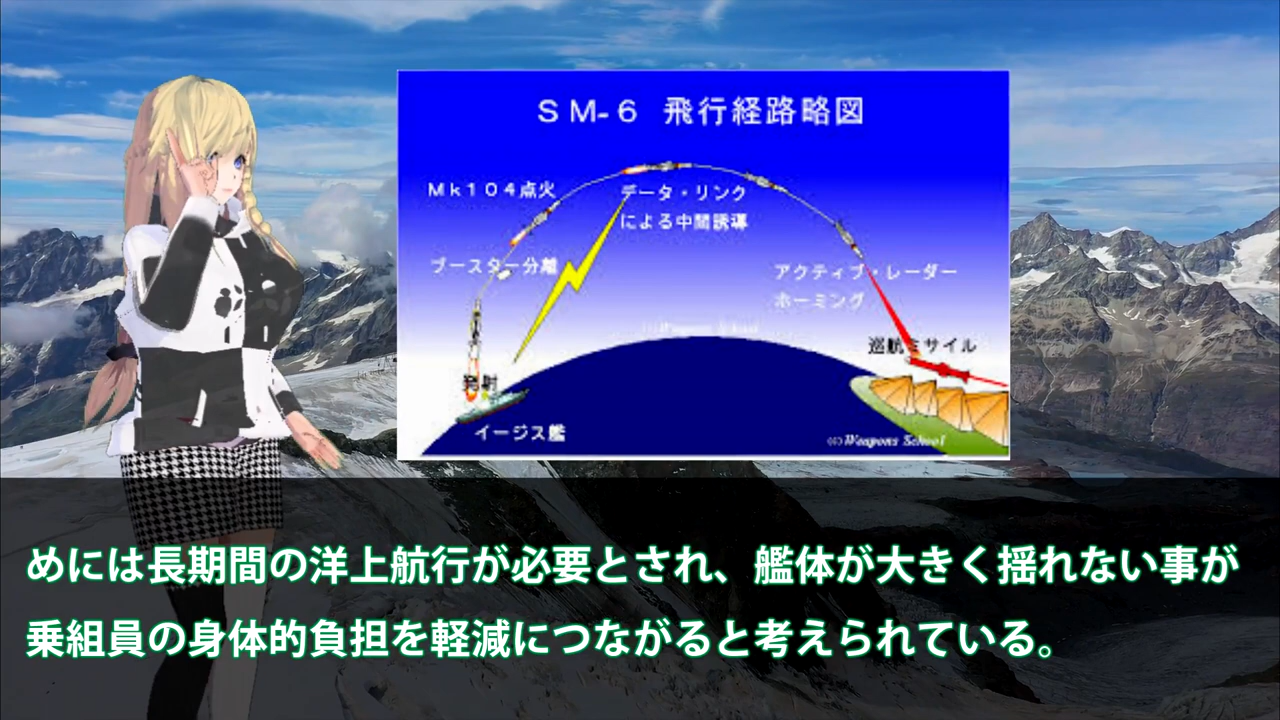 ＳＭ-６ 飛行経路略図
Ｍｋ１０４点火
データ・リンク
による中間誘導
ブースター分離
アクティブ・レーダー
ホーミング
巡航ミサイル
発射
イージス艦
(c)Weapons School
めには長期間の洋上航行が必要とされ、艦体が大きく揺れない事が
乗組員の身体的負担を軽減につながると考えられている。